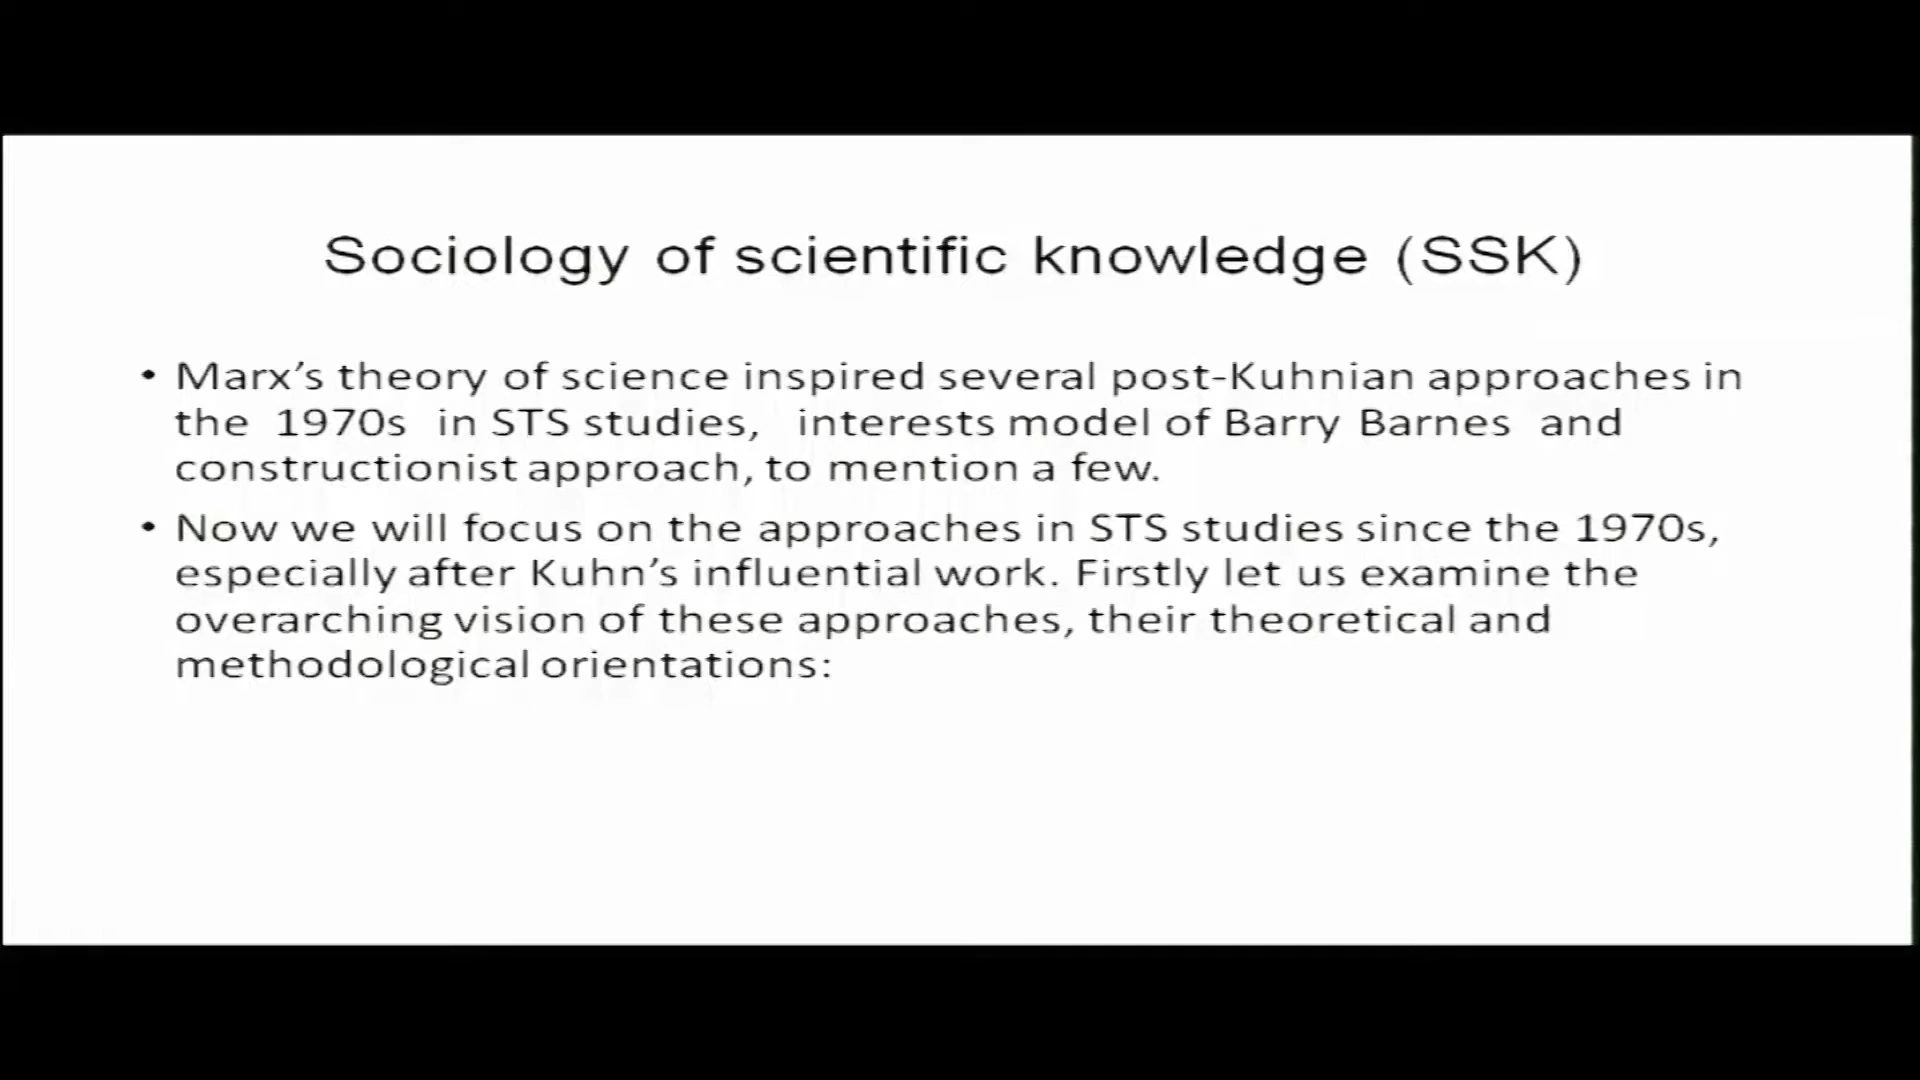 Sociology of scientific knowledge (SSK)
• Marx’s theory of science inspired several post-Kuhnian approaches in
the 1970s in STS studies, interests model of Barry Barnes and
constructionist approach, to mention a few.
• Now we will focus on the approaches in STS studies since the 1970s,
especially after Kuhn’s influential work. Firstly let us examine the
overarching vision of these approaches, their theoretical and
methodological orientations: